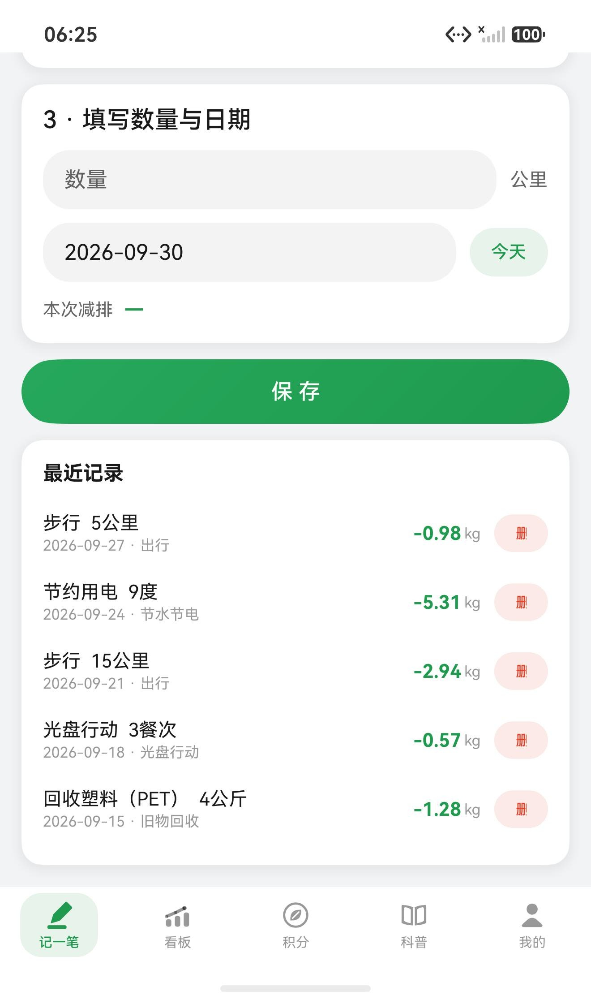 06:25
100
3 · 填写数量与日期
数量
公里
2026-09-30
今天
本次减排 —
保存
最近记录
步行 5公里
2026-09-27 · 出行
-0.98 kg
删
节约用电 9度
2026-09-24 · 节水节电
-5.31 kg
删
步行 15公里
2026-09-21 · 出行
-2.94 kg
删
光盘行动 3餐次
2026-09-18 · 光盘行动
-0.57 kg
删
回收塑料（PET） 4公斤
2026-09-15 · 旧物回收
-1.28 kg
删
记一笔
看板
积分
科普
我的